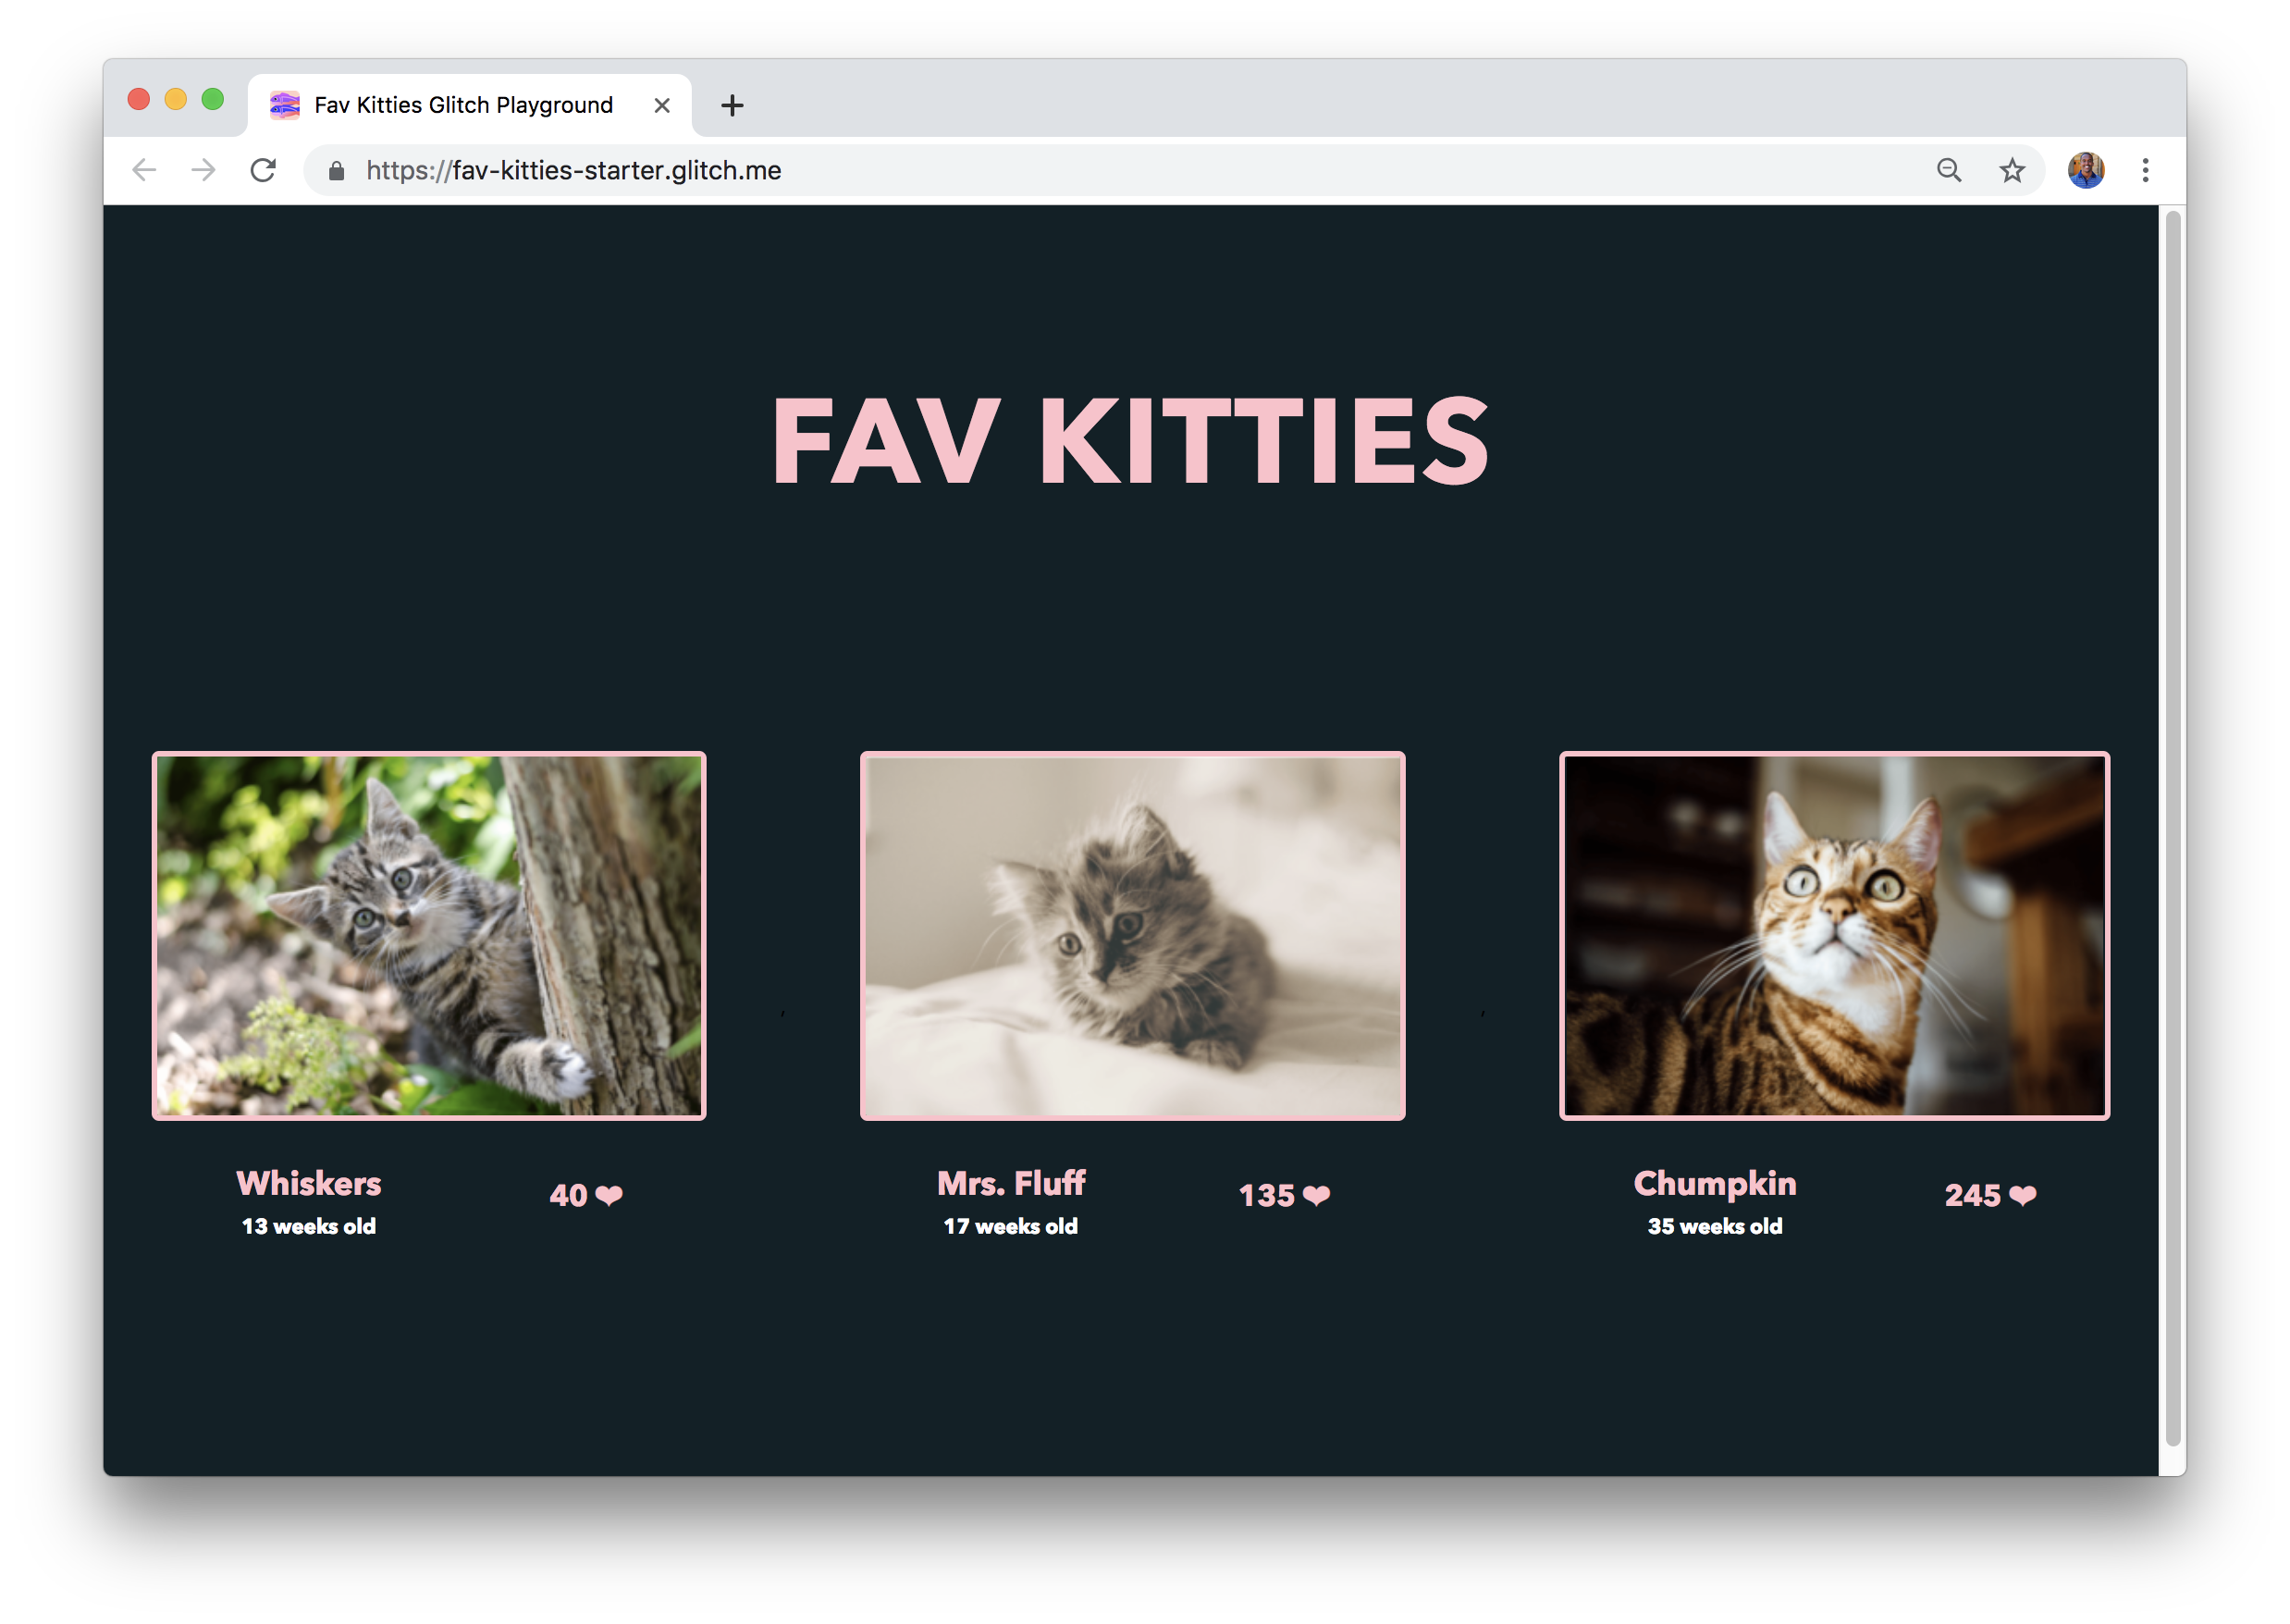 Fav Kitties Glitch Playground
https://fav-kitties-starter.glitch.me
FAV KITTIES
, ,
Whiskers 40 ❤
13 weeks old
Mrs. Fluff 135 ❤
17 weeks old
Chumpkin 245 ❤
35 weeks old